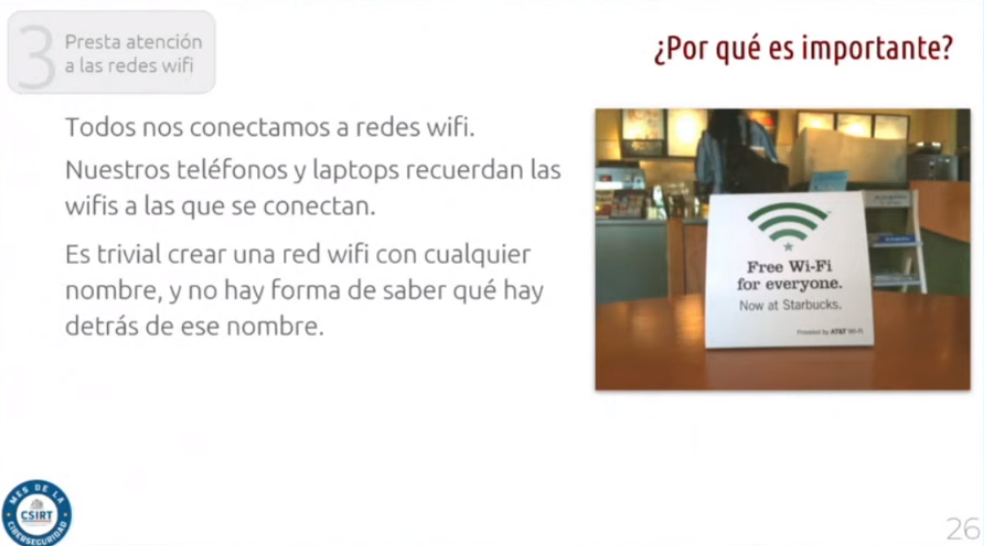 3
Presta atención
a las redes wifi
¿Por qué es importante?
Todos nos conectamos a redes wifi.
Nuestros teléfonos y laptops recuerdan las
wifis a las que se conectan.
Es trivial crear una red wifi con cualquier
nombre, y no hay forma de saber qué hay
detrás de ese nombre.
Free Wi-Fi
for everyone.
Now at Starbucks.
Provided by AT&T Wi-Fi
MES DE LA
CSIRT
CIBERSEGURIDAD
26